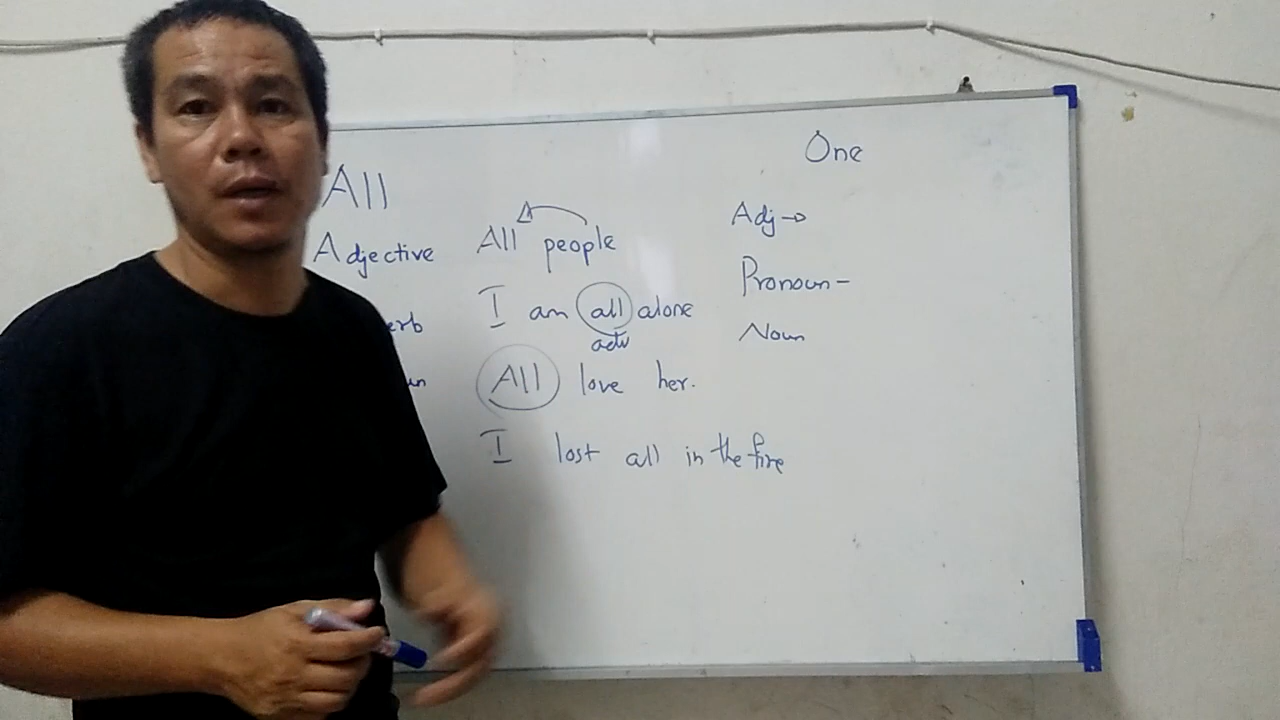 All
Adjective
erb
un
All people
I am all alone
adv
All love her.
I lost all in the fire
One
Adj→
Pronoun-
Noun